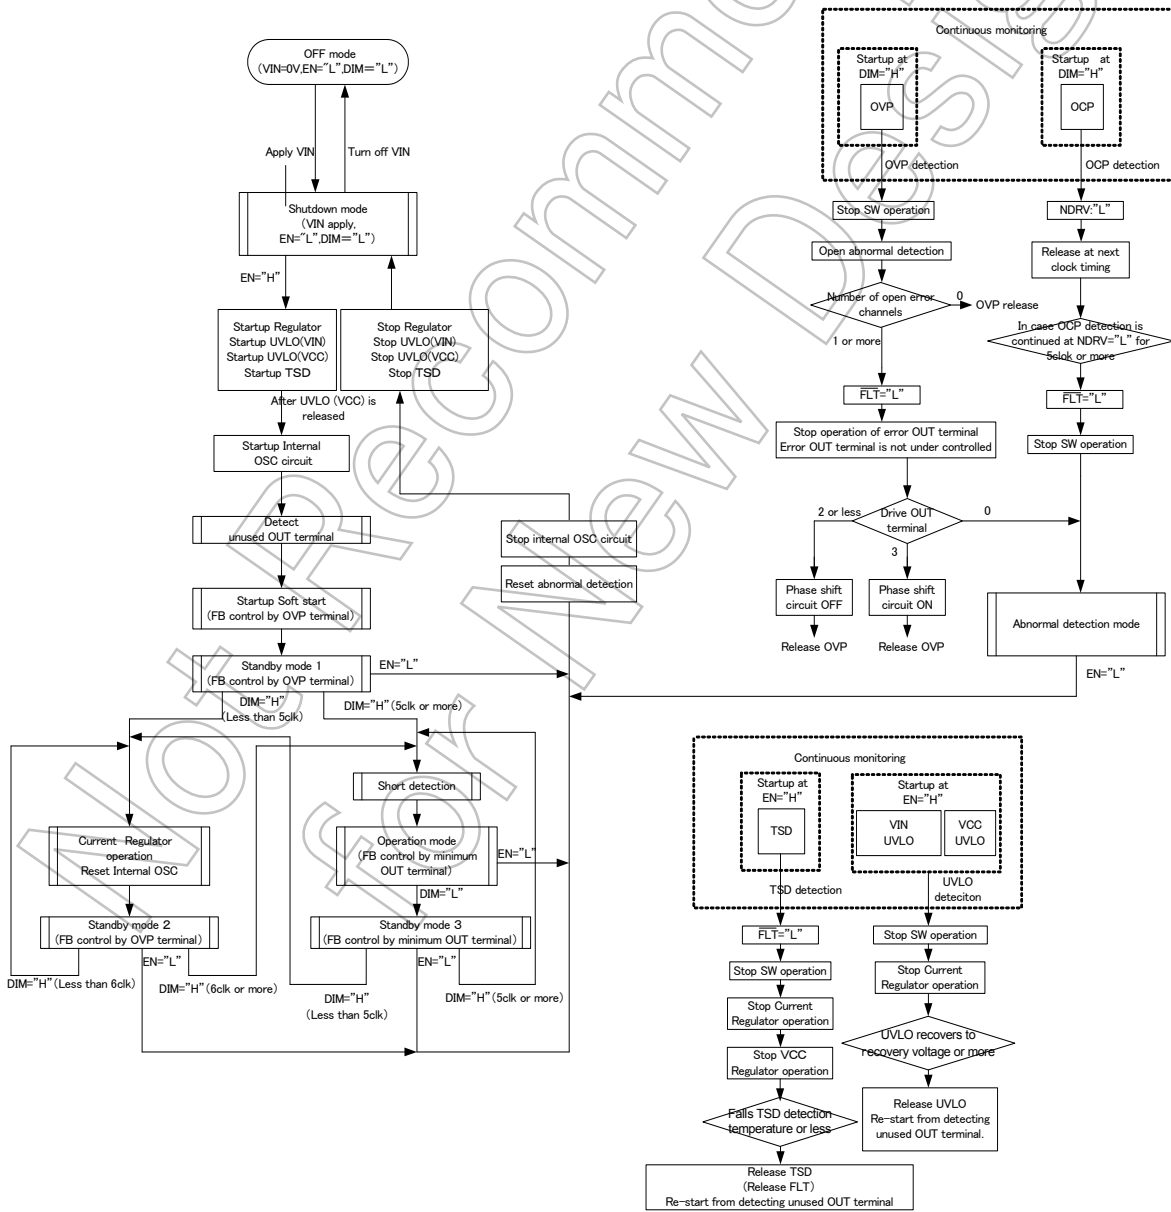 OFF mode
(VIN=0V,EN="L",DIM="L")
Apply VIN
Turn off VIN
Shutdown mode
(VIN apply,
EN="L",DIM="L")
EN="H"
Startup Regulator
Startup UVLO(VIN)
Startup UVLO(VCC)
Startup TSD
Stop Regulator
Stop UVLO(VIN)
Stop UVLO(VCC)
Stop TSD
After UVLO (VCC) is
released
Startup Internal
OSC circuit
Detect
unused OUT terminal
Stop internal OSC circuit
Reset abnormal detection
Startup Soft start
(FB control by OVP terminal)
Standby mode 1
(FB control by OVP terminal)
EN="L"
DIM="H"
(Less than 5clk)
DIM="H" (5clk or more)
Short detection
Current Regulator
operation
Reset Internal OSC
Operation mode
(FB control by minimum
OUT terminal)
EN="L"
DIM="L"
Standby mode 2
(FB control by OVP terminal)
Standby mode 3
(FB control by minimum OUT terminal)
EN="L"
EN="L"
DIM="H" (Less than 6clk)
DIM="H" (6clk or more)
DIM="H"
(Less than 5clk)
DIM="H" (5clk or more)
Continuous monitoring
Startup at
DIM="H"
OVP
Startup at
DIM="H"
OCP
OVP detection
OCP detection
Stop SW operation
Open abnormal detection
Number of open error
channels
0
OVP release
1 or more
FLT="L"
Stop operation of error OUT terminal
Error OUT terminal is not under controlled
2 or less
Drive OUT
terminal
0
3
Phase shift
circuit OFF
Phase shift
circuit ON
Release OVP
Release OVP
NDRV:"L"
Release at next
clock timing
In case OCP detection is
continued at NDRV="L" for
5clok or more
FLT="L"
Stop SW operation
Abnormal detection mode
EN="L"
Continuous monitoring
Startup at
EN="H"
TSD
Startup at
EN="H"
VIN
UVLO
VCC
UVLO
TSD detection
UVLO
deteciton
FLT="L"
Stop SW operation
Stop Current
Regulator operation
Stop VCC
Regulator operation
Falls TSD detection
temperature or less
Release TSD
(Release FLT)
Re-start from detecting unused OUT terminal
Stop SW operation
Stop Current
Regulator operation
UVLO recovers to
recovery voltage or more
Release UVLO
Re-start from detecting
unused OUT terminal.
Not Recomme
for New Desig